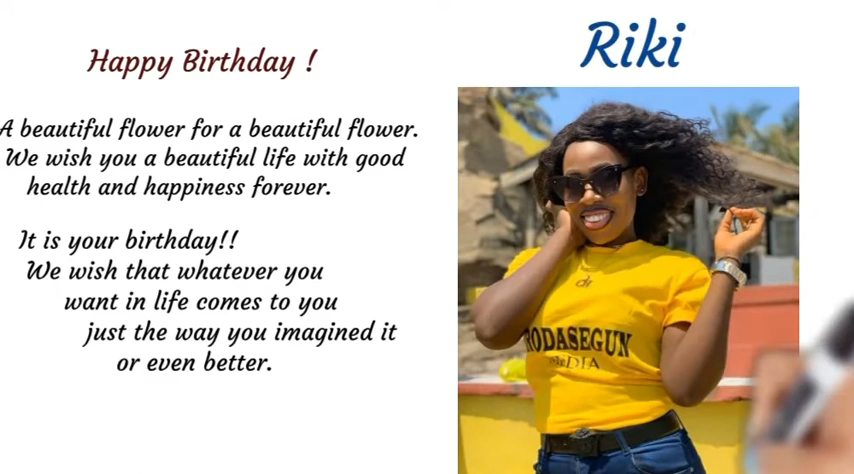 Happy Birthday !
A beautiful flower for a beautiful flower.
We wish you a beautiful life with good
health and happiness forever.
It is your birthday!!
We wish that whatever you
want in life comes to you
just the way you imagined it
or even better.
Riki
RODASEGUN